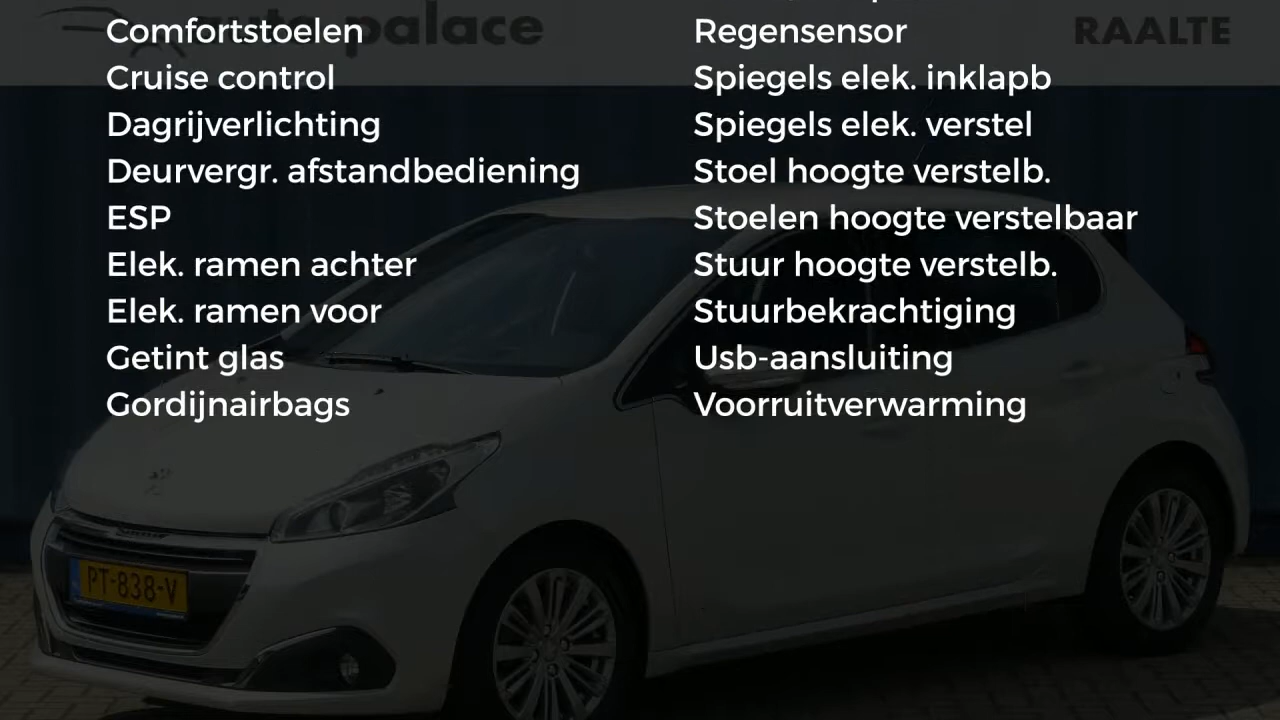 auto palace
RAALTE
Comfortstoelen
Cruise control
Dagrijverlichting
Deurvergr. afstandbediening
ESP
Elek. ramen achter
Elek. ramen voor
Getint glas
Gordijnairbags
Regensensor
Spiegels elek. inklapb
Spiegels elek. verstel
Stoel hoogte verstelb.
Stoelen hoogte verstelbaar
Stuur hoogte verstelb.
Stuurbekrachtiging
Usb-aansluiting
Voorruitverwarming
PT-838-V